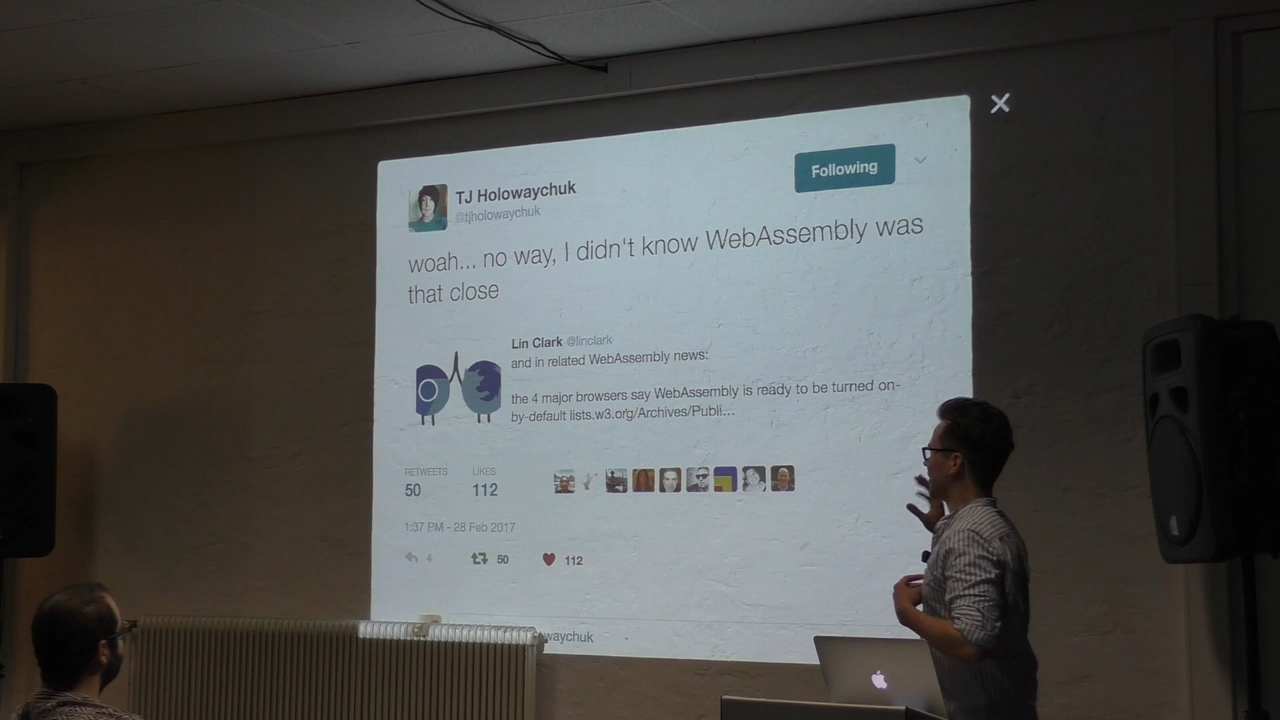 TJ Holowaychuk
@tjholowaychuk
Following
woah... no way, I didn't know WebAssembly was
that close
Lin Clark @linclark
and in related WebAssembly news:
the 4 major browsers say WebAssembly is ready to be turned on-
by-default lists.w3.org/Archives/Publi...
RETWEETS
50
LIKES
112
1:37 PM - 28 Feb 2017
4
50
112
waychuk